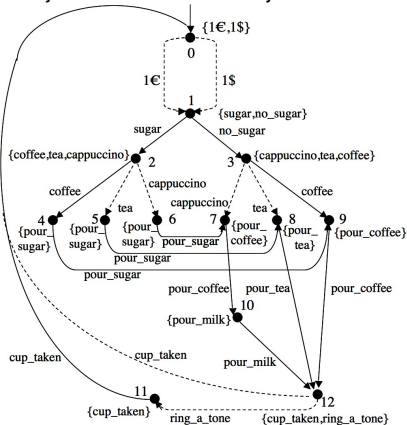 {1€,1$}
0
1€ 1$
1
{sugar,no_sugar}
sugar no_sugar
{coffee,tea,cappuccino} 2 3 {cappuccino,tea,coffee}
coffee cappuccino coffee
tea cappuccino tea
4 5 6 7 8 9
{pour_
sugar}
{pour_
sugar}
{pour_
sugar}
{pour_
coffee}
{pour_
tea}
{pour_coffee}
pour_sugar
pour_sugar
pour_sugar
pour_coffee pour_tea pour_coffee
10
{pour_milk}
pour_milk
cup_taken
cup_taken
11 12
{cup_taken} ring_a_tone {cup_taken,ring_a_tone}